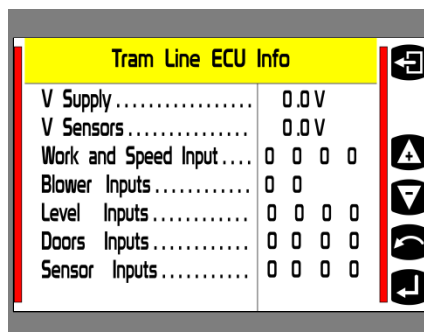 Tram Line ECU Info
V Supply................. 0.0 V
V Sensors............... 0.0 V
Work and Speed Input.... 0 0 0 0
Blower Inputs............ 0 0
Level Inputs............ 0 0 0 0
Doors Inputs............ 0 0 0 0
Sensor Inputs.......... 0 0 0 0